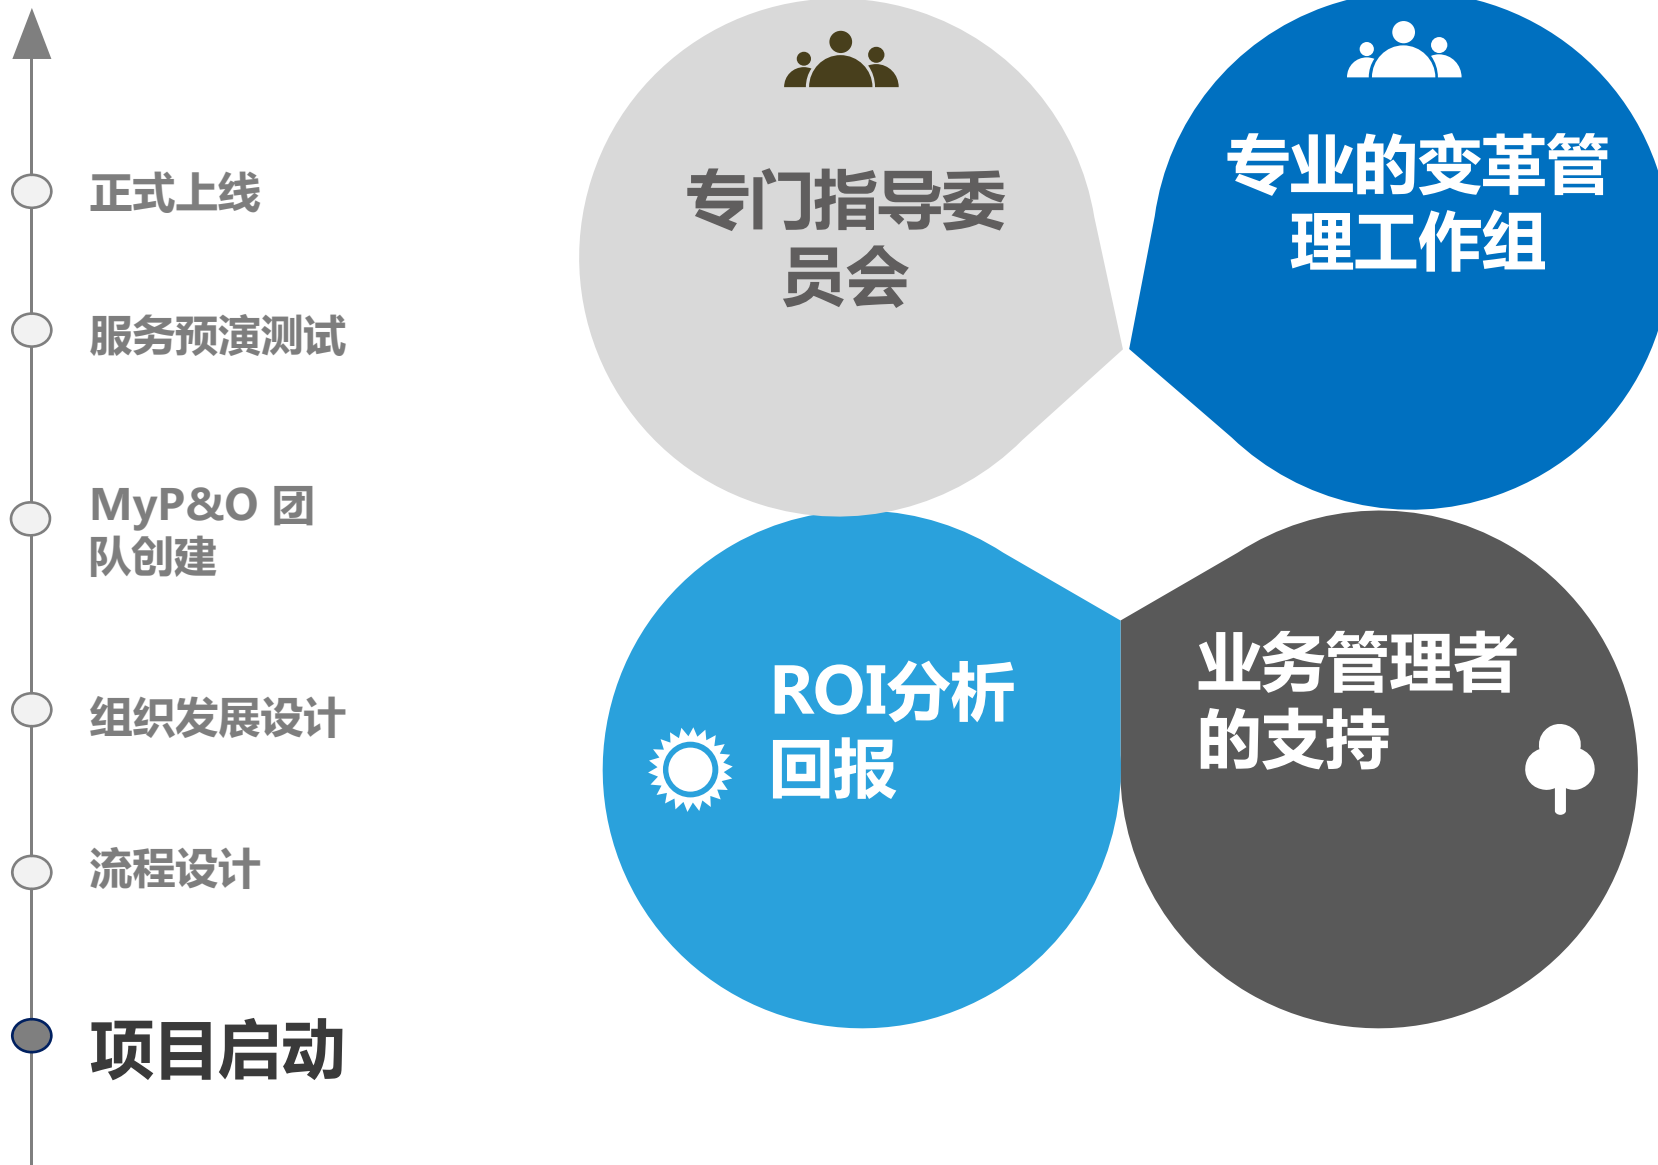 正式上线
服务预演测试
MyP&O 团
队创建
组织发展设计
流程设计
项目启动
专门指导委
员会
专业的变革管
理工作组
ROI分析
回报
业务管理者
的支持